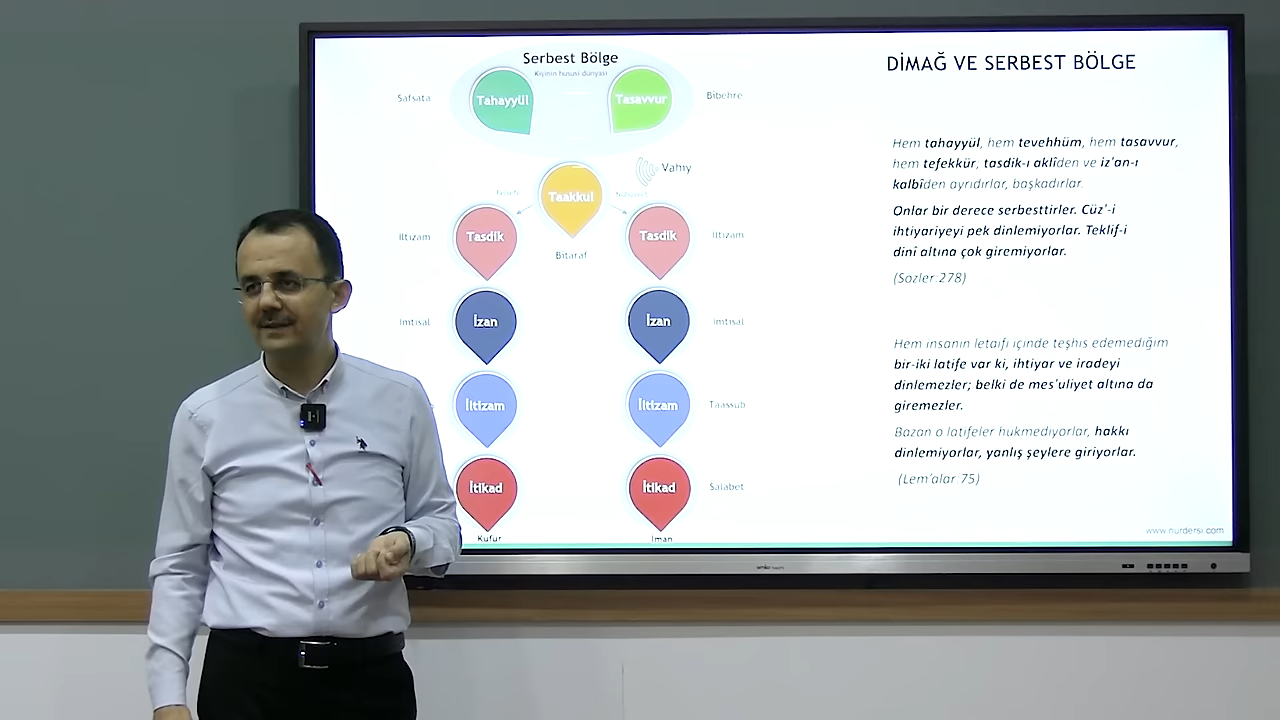 Serbest Bölge
Kişinin hususi dünyası
Safsata
Tahayyül
Tasavvur
Bibehre
Vahiy
Taakkul
Felsefe
Nübüvvet
İltizam
Tasdik
Tasdik
İltizam
Bitaraf
İmtisal
İzan
İzan
İmtisal
İltizam
İltizam
Taassub
İtikad
İtikad
Salabet
Küfür
İman
DİMAĞ VE SERBEST BÖLGE
Hem tahayyül, hem tevehhüm, hem tasavvur,
hem tefekkür, tasdik-ı aklîden ve iz'an-ı
kalbîden ayrıdırlar, başkadırlar.
Onlar bir derece serbesttirler. Cüz'-i
ihtiyariyeyi pek dinlemiyorlar. Teklif-i
dinî altına çok giremiyorlar.
(Sözler 278)
Hem insanın letaifi içinde teşhis edemediğim
bir-iki latife var ki, ihtiyar ve iradeyi
dinlemezler; belki de mes'uliyet altına da
giremezler.
Bazan o latifeler hükmediyorlar, hakkı
dinlemiyorlar, yanlış şeylere giriyorlar.
(Lem'alar 75)
www.nurdersi.com